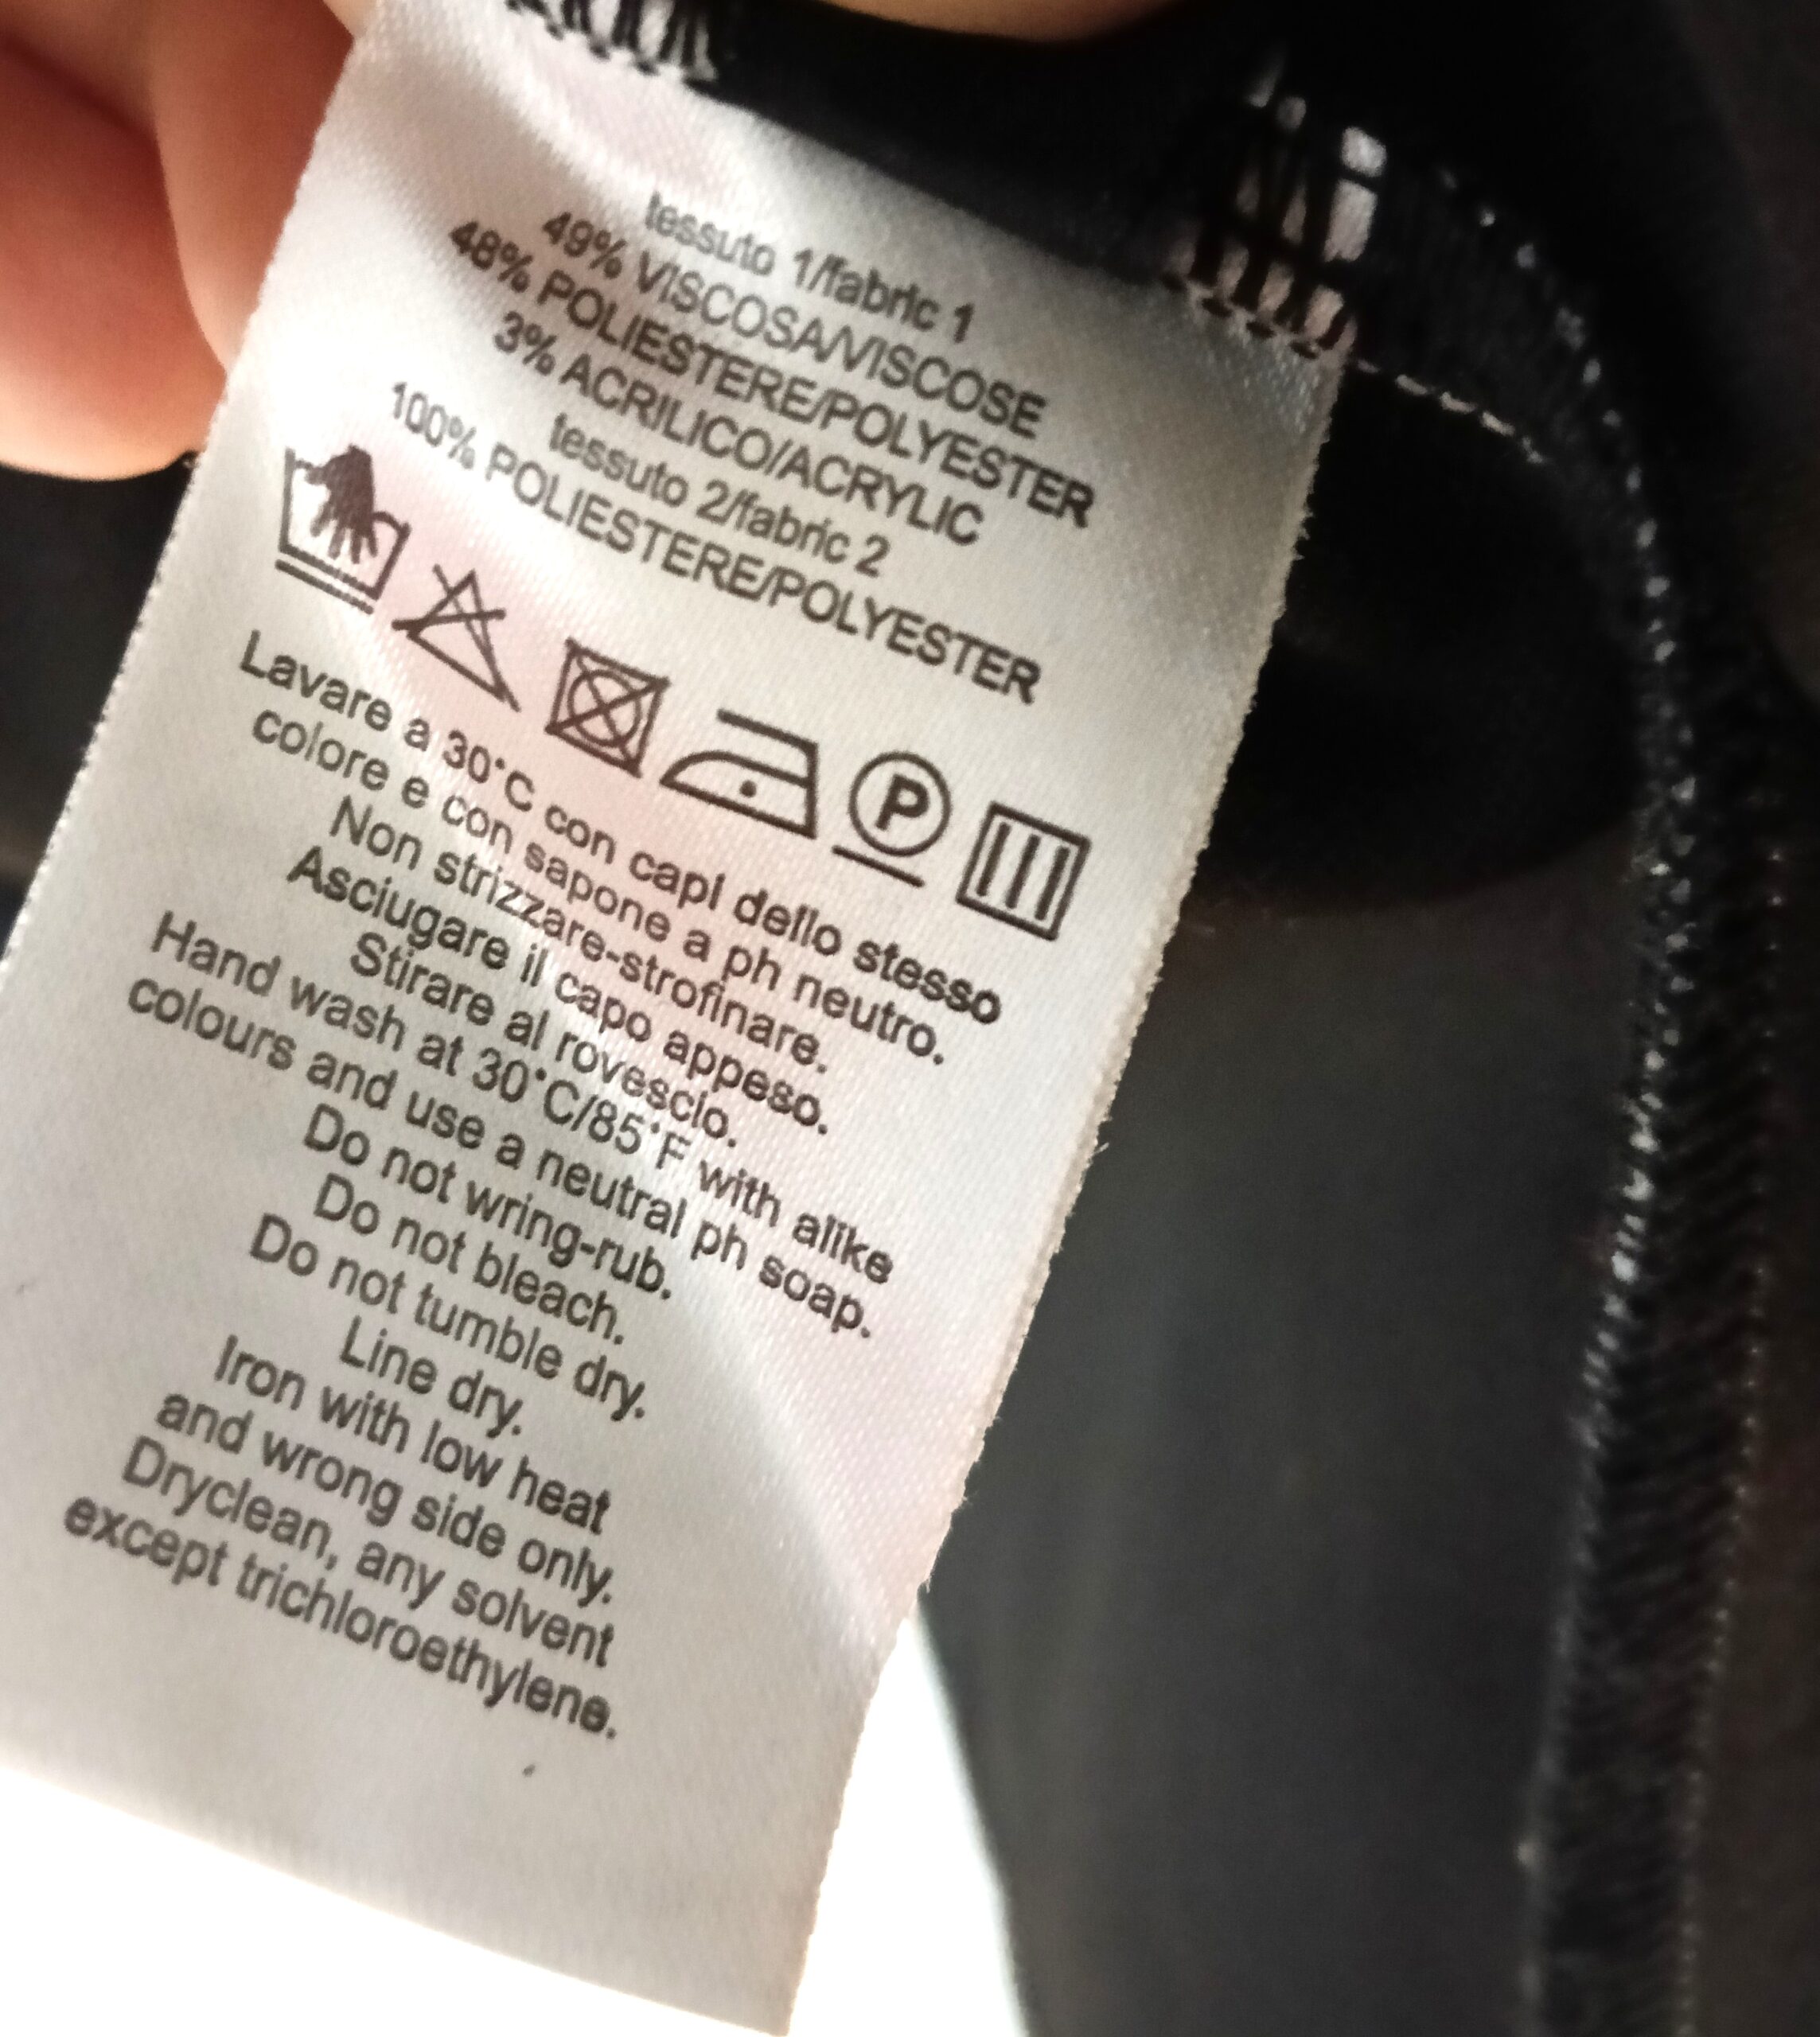 tessuto 1/fabric 1
49% VISCOSA/VISCOSE
48% POLIESTERE/POLYESTER
3% ACRILICO/ACRYLIC
tessuto 2/fabric 2
100% POLIESTERE/POLYESTER
P
Lavare a 30°C con capi dello stesso
colore e con sapone a ph neutro.
Non strizzare-strofinare.
Asciugare il capo appeso.
Stirare al rovescio.
Hand wash at 30°C/85°F with alike
colours and use a neutral ph soap.
Do not wring-rub.
Do not bleach.
Do not tumble dry.
Line dry.
Iron with low heat
and wrong side only.
Dryclean, any solvent
except trichloroethylene.